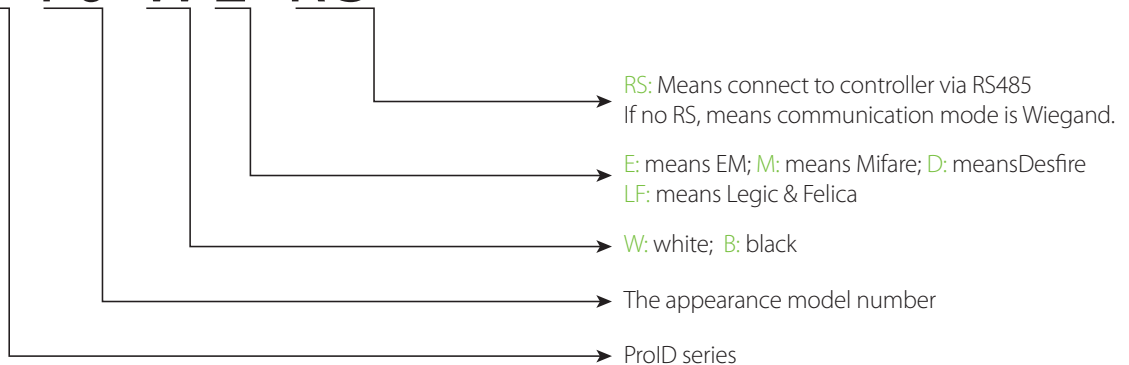 RS: Means connect to controller via RS485
If no RS, means communication mode is Wiegand.
E: means EM; M: means Mifare; D: meansDesfire
LF: means Legic & Felica
W: white; B: black
The appearance model number
ProID series